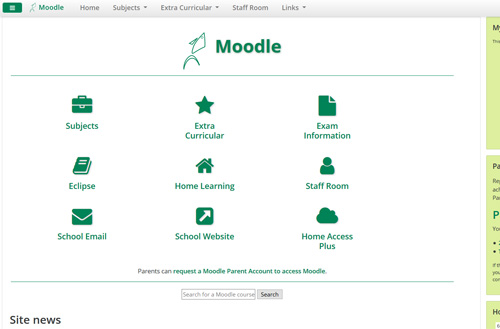 Moodle Home Subjects Extra Curricular Staff Room Links
Moodle
Subjects
Extra
Curricular
Exam
Information
Eclipse
Home Learning
Staff Room
School Email
School Website
Home Access
Plus
Parents can request a Moodle Parent Account to access Moodle.
Search for a Moodle course Search
Site news